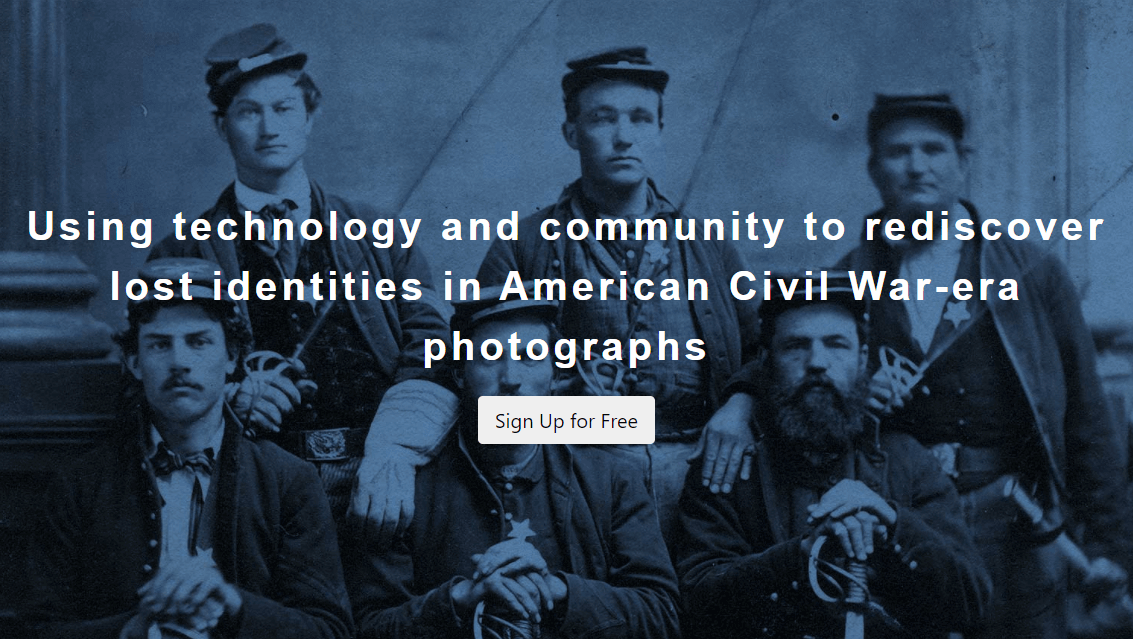 Using technology and community to rediscover
lost identities in American Civil War-era
photographs
Sign Up for Free